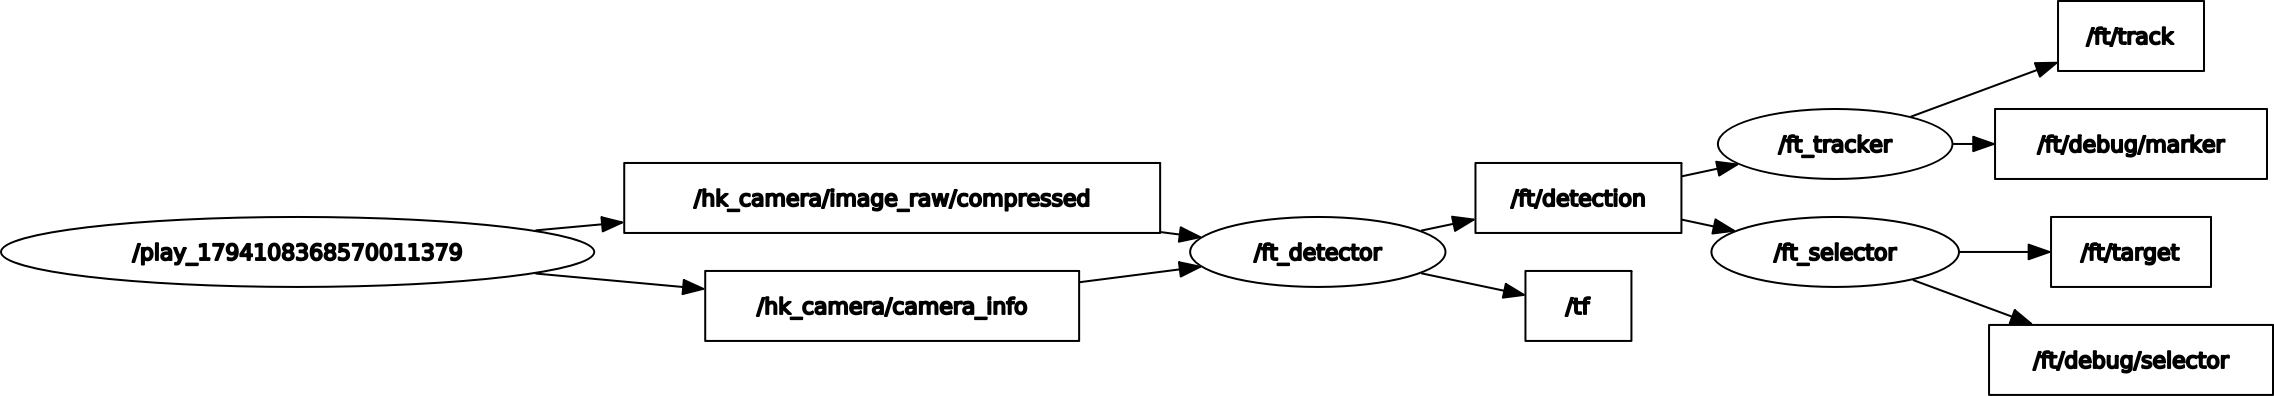 /play_1794108368570011379
/hk_camera/image_raw/compressed
/hk_camera/camera_info
/ft_detector
/ft/detection
/tf
/ft_tracker
/ft_selector
/ft/track
/ft/debug/marker
/ft/target
/ft/debug/selector